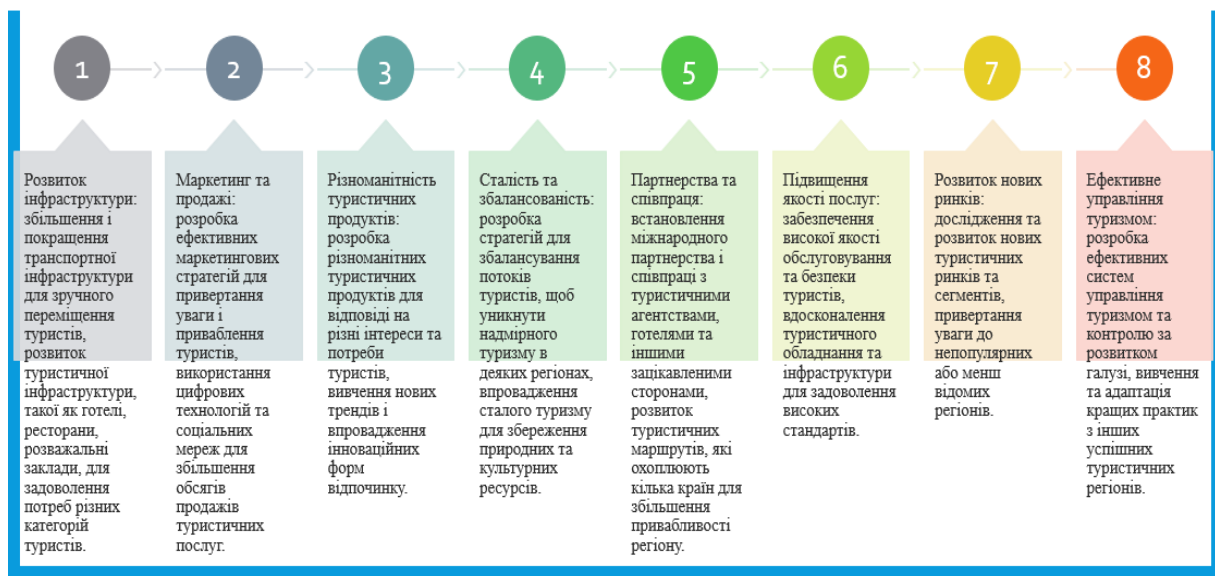 1
2
3
4
5
6
7
8
Розвиток
інфраструктури:
збільшення і
покращення
транспортної
інфраструктури
для зручного
переміщення
туристів,
розвиток
туристичної
інфраструктури,
такої як готелі,
ресторани,
розважальні
заклади, для
задоволення
потреб різних
категорій
туристів.
Маркетинг та
продажі:
розробка
ефективних
маркетингових
стратегій для
привертання
уваги і
приваблення
туристів,
використання
цифрових
технологій та
соціальних
мереж для
збільшення
обсягів
продажів
туристичних
послуг.
Різноманітність
туристичних
продуктів:
розробка
різноманітних
туристичних
продуктів для
відповіді на
різні інтереси та
потреби
туристів,
вивчення нових
трендів і
впровадження
інноваційних
форм
відпочинку.
Сталість та
збалансованість:
розробка
стратегій для
збалансування
потоків
туристів, щоб
уникнути
надмірного
туризму в
деяких регіонах,
впровадження
сталого туризму
для збереження
природних та
культурних
ресурсів.
Партнерства та
співпраця:
встановлення
міжнародного
партнерства і
співпраці з
туристичними
агентствами,
готелями та
іншими
зацікавленими
сторонами,
розвиток
туристичних
маршрутів, які
охоплюють
кілька країн для
збільшення
привабливості
регіону.
Підвищення
якості послуг:
забезпечення
високої якості
обслуговування
та безпеки
туристів,
вдосконалення
туристичного
обладнання та
інфраструктури
для задоволення
високих
стандартів.
Розвиток нових
ринків:
дослідження та
розвиток нових
туристичних
ринків та
сегментів,
привертання
уваги до
непопулярних
або менш
відомих
регіонів.
Ефективне
управління
туризмом:
розробка
ефективних
систем
управління
туризмом та
контролю за
розвитком
галузі, вивчення
та адаптація
кращих практик
з інших
успішних
туристичних
регіонів.